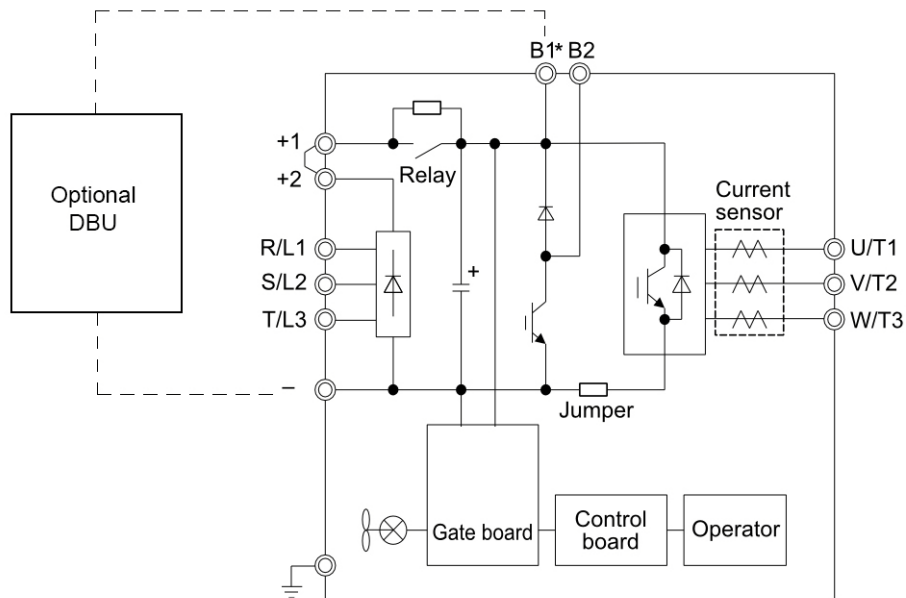 B1* B2
+1
Relay
+2
Optional
DBU
Current
sensor
R/L1
U/T1
S/L2
+
V/T2
T/L3
W/T3
–
Jumper
Gate board
Control
board
Operator